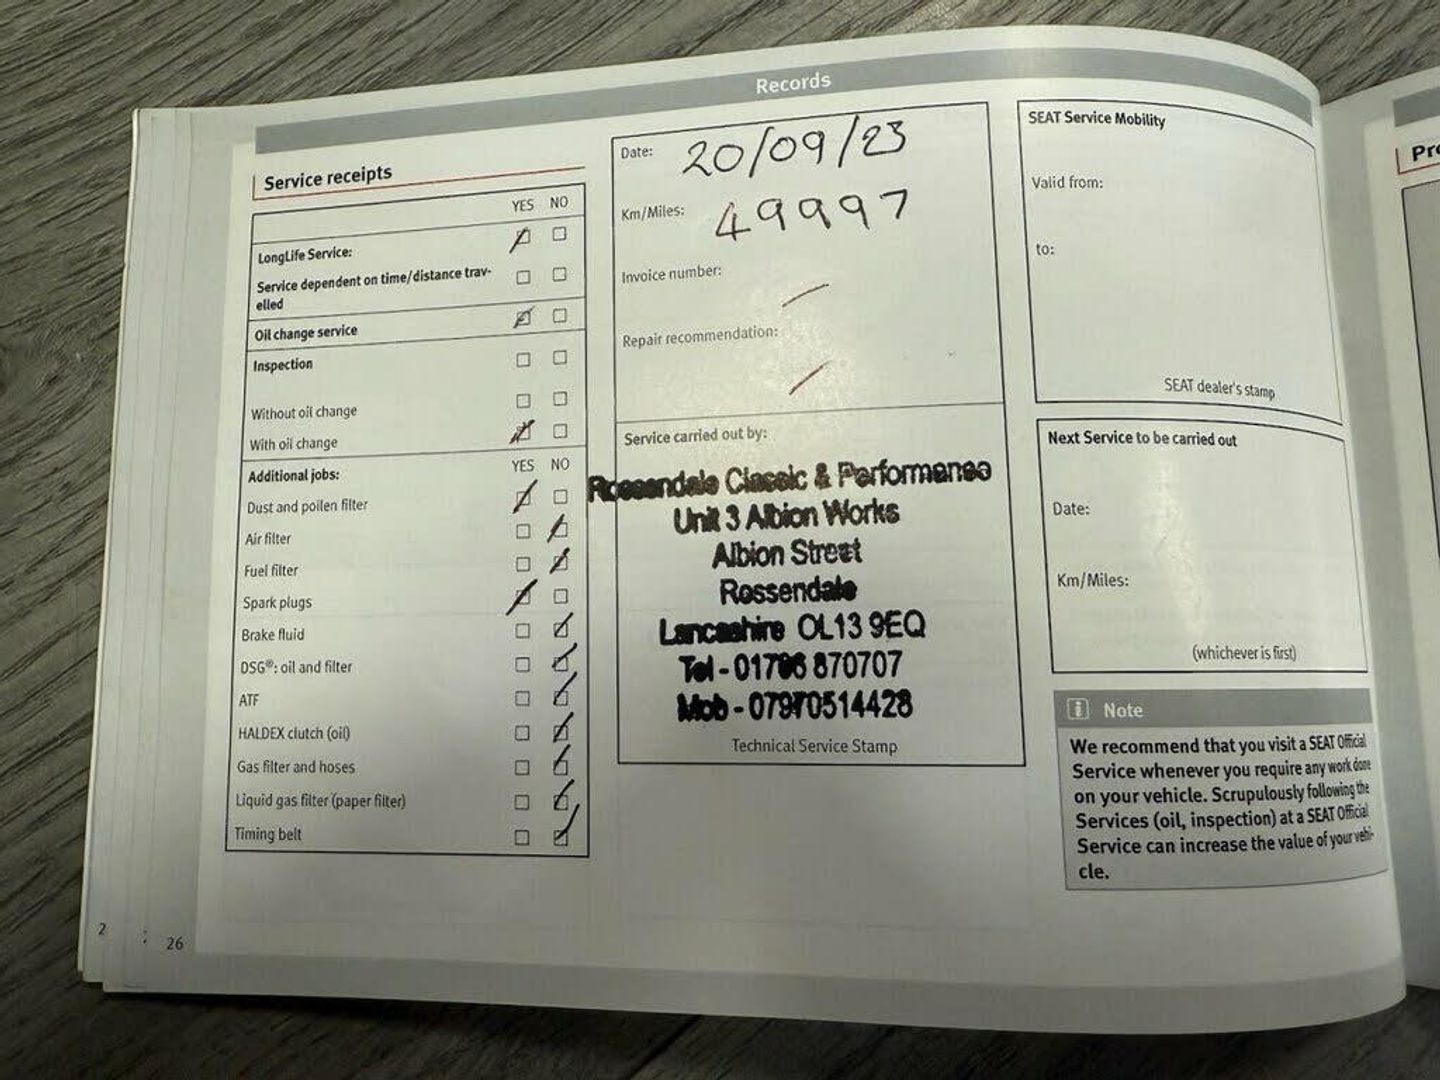 Records
Service receipts
YES NO
LongLife Service:
Service dependent on time/distance trav-
elled
Oil change service
Inspection
Without oil change
With oil change
Additional jobs: YES NO
Dust and pollen filter
Air filter
Fuel filter
Spark plugs
Brake fluid
DSG®: oil and filter
ATF
HALDEX clutch (oil)
Gas filter and hoses
Liquid gas filter (paper filter)
Timing belt
Date: 20/09/23
Km/Miles: 49997
Invoice number:
Repair recommendation:
Service carried out by:
Rossendale Classic & Performance
Unit 3 Albion Works
Albion Street
Rossendale
Lancashire OL13 9EQ
Tel - 01706 870707
Mob - 07970514428
Technical Service Stamp
SEAT Service Mobility
Valid from:
to:
SEAT dealer's stamp
Next Service to be carried out
Date:
Km/Miles:
(whichever is first)
i Note
We recommend that you visit a SEAT Official
Service whenever you require any work done
on your vehicle. Scrupulously following the
Services (oil, inspection) at a SEAT Official
Service can increase the value of your vehi-
cle.
2
26